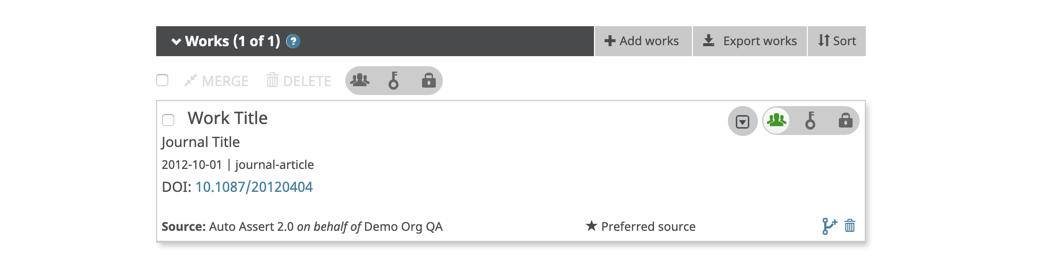 Works (1 of 1) ? Add works Export works Sort
MERGE DELETE
Work Title
Journal Title
2012-10-01 | journal-article
DOI: 10.1087/20120404
Source: Auto Assert 2.0 on behalf of Demo Org QA ★ Preferred source